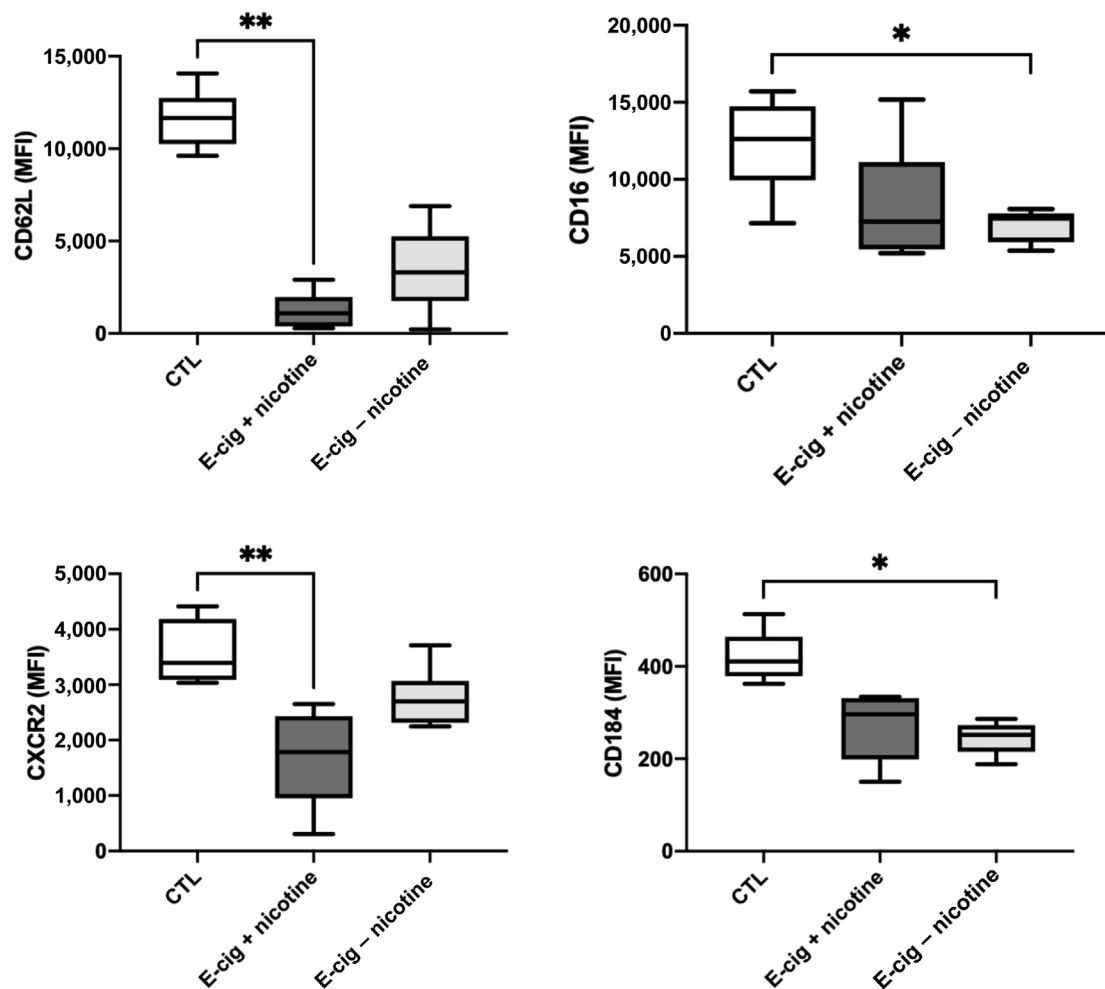 **
15,000
10,000
5,000
0
CD62L (MFI)
CTL
E-cig + nicotine
E-cig – nicotine
*
20,000
15,000
10,000
5,000
0
CD16 (MFI)
CTL
E-cig + nicotine
E-cig – nicotine
**
5,000
4,000
3,000
2,000
1,000
0
CXCR2 (MFI)
CTL
E-cig + nicotine
E-cig – nicotine
*
600
400
200
0
CD184 (MFI)
CTL
E-cig + nicotine
E-cig – nicotine